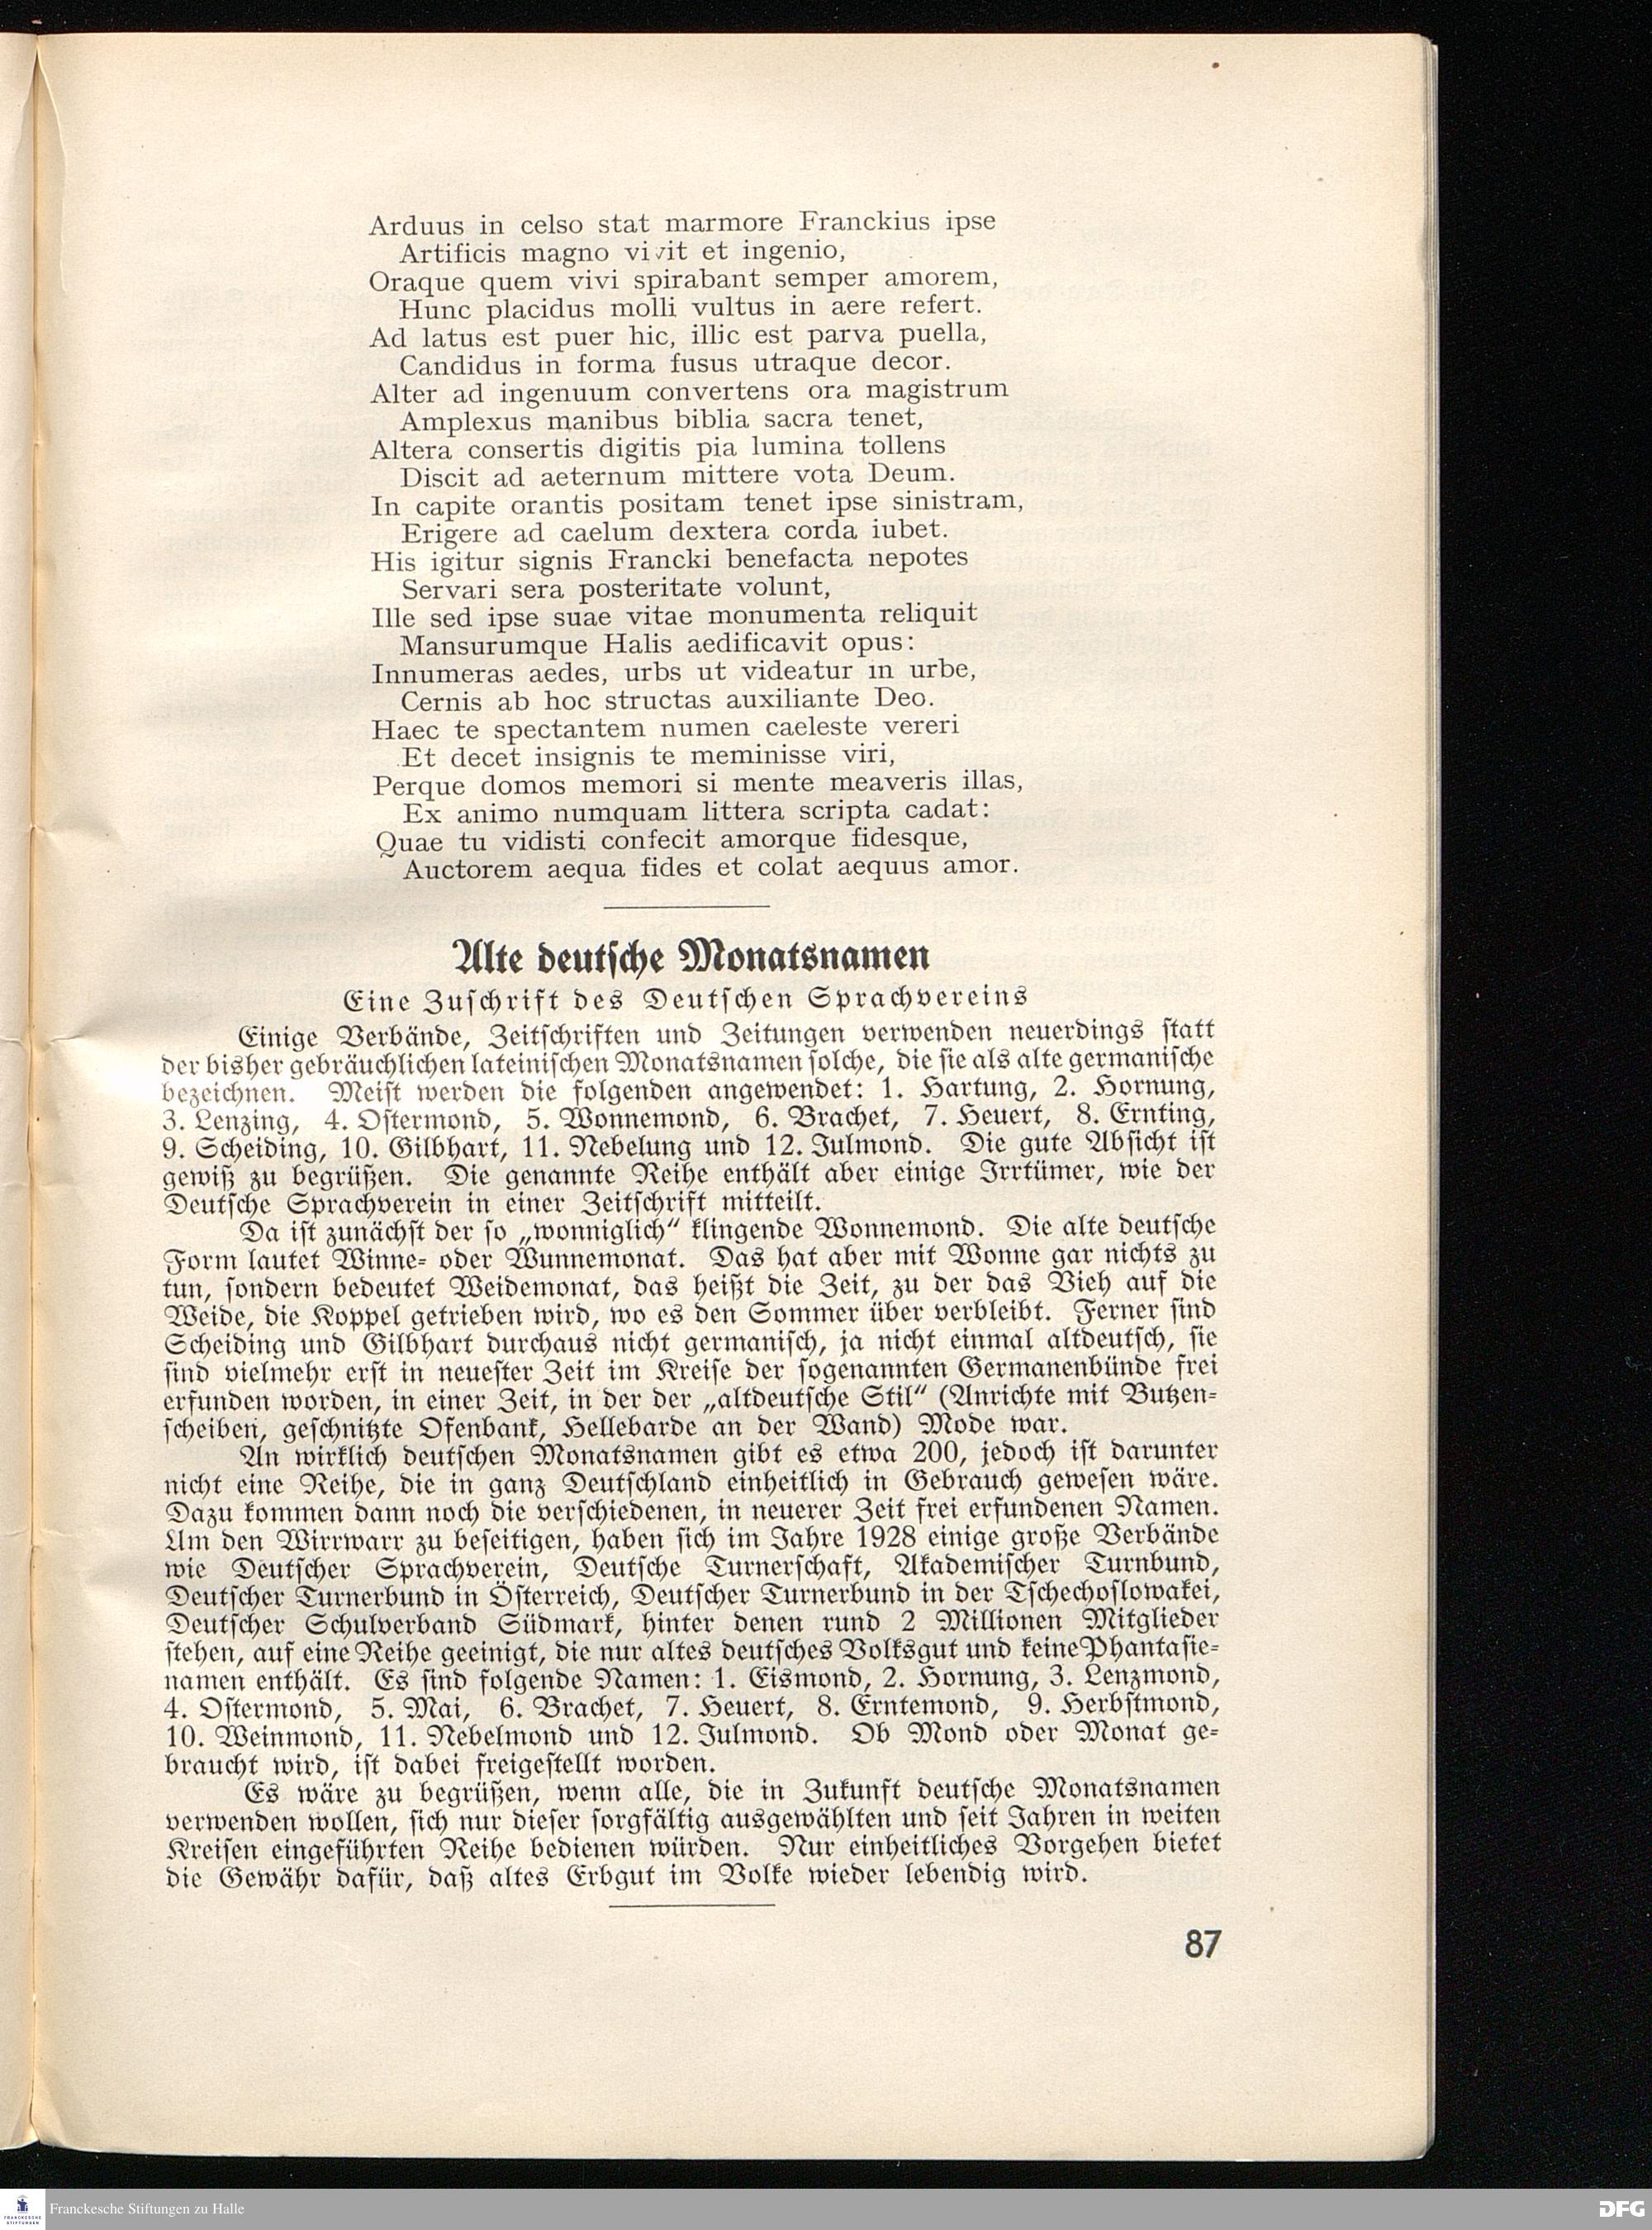 Arduus in celso stat marmore Franckius ipse
Artificis magno vivit et ingenio,
Oraque quem vivi spirabant semper amorem,
Hunc placidus molli vultus in aere refert.
Ad latus est puer hic, illic est parva puella,
Candidus in forma fusus utraque decor.
Alter ad ingenuum convertens ora magistrum
Amplexus manibus biblia sacra tenet,
Altera consertis digitis pia lumina tollens
Discit ad aeternum mittere vota Deum.
In capite orantis positam tenet ipse sinistram,
Erigere ad caelum dextera corda iubet.
His igitur signis Francki benefacta nepotes
Servari sera posteritate volunt,
Ille sed ipse suae vitae monumenta reliquit
Mansurumque Halis aedificavit opus:
Innumeras aedes, urbs ut videatur in urbe,
Cernis ab hoc structas auxiliante Deo.
Haec te spectantem numen caeleste vereri
Et decet insignis te meminisse viri,
Perque domos memori si mente meaveris illas,
Ex animo numquam littera scripta cadat:
Quae tu vidisti confecit amorque fidesque,
Auctorem aequa fides et colat aequus amor.
Alte deutsche Monatsnamen
Eine Zuschrift des Deutschen Sprachvereins
Einige Verbände, Zeitschriften und Zeitungen verwenden neuerdings statt
der bisher gebräuchlichen lateinischen Monatsnamen solche, die sie als alte germanische
bezeichnen. Meist werden die folgenden angewendet: 1. Hartung, 2. Hornung,
3. Lenzing, 4. Ostermond, 5. Wonnemond, 6. Brachet, 7. Heuert, 8. Ernting,
9. Scheiding, 10. Gilbhart, 11. Nebelung und 12. Julmond. Die gute Absicht ist
gewiß zu begrüßen. Die genannte Reihe enthält aber einige Irrtümer, wie der
Deutsche Sprachverein in einer Zeitschrift mitteilt.
Da ist zunächst der so „wonniglich“ klingende Wonnemond. Die alte deutsche
Form lautet Winne- oder Wunnemonat. Das hat aber mit Wonne gar nichts zu
tun, sondern bedeutet Weidemonat, das heißt die Zeit, zu der das Vieh auf die
Weide, die Koppel getrieben wird, wo es den Sommer über verbleibt. Ferner sind
Scheiding und Gilbhart durchaus nicht germanisch, ja nicht einmal altdeutsch, sie
sind vielmehr erst in neuester Zeit im Kreise der sogenannten Germanenbünde frei
erfunden worden, in einer Zeit, in der der „altdeutsche Stil“ (Anrichte mit Butzen-
scheiben, geschnitzte Ofenbank, Hellebarde an der Wand) Mode war.
An wirklich deutschen Monatsnamen gibt es etwa 200, jedoch ist darunter
nicht eine Reihe, die in ganz Deutschland einheitlich in Gebrauch gewesen wäre.
Dazu kommen dann noch die verschiedenen, in neuerer Zeit frei erfundenen Namen.
Um den Wirrwarr zu beseitigen, haben sich im Jahre 1928 einige große Verbände
wie Deutscher Sprachverein, Deutsche Turnerschaft, Akademischer Turnbund,
Deutscher Turnerbund in Österreich, Deutscher Turnerbund in der Tschechoslowakei,
Deutscher Schulverband Südmark, hinter denen rund 2 Millionen Mitglieder
stehen, auf eine Reihe geeinigt, die nur altes deutsches Volksgut und keine Phantasie-
namen enthält. Es sind folgende Namen: 1. Eismond, 2. Hornung, 3. Lenzmond,
4. Ostermond, 5. Mai, 6. Brachet, 7. Heuert, 8. Erntemond, 9. Herbstmond,
10. Weinmond, 11. Nebelmond und 12. Julmond. Ob Mond oder Monat ge-
braucht wird, ist dabei freigestellt worden.
Es wäre zu begrüßen, wenn alle, die in Zukunft deutsche Monatsnamen
verwenden wollen, sich nur dieser sorgfältig ausgewählten und seit Jahren in weiten
Kreisen eingeführten Reihe bedienen würden. Nur einheitliches Vorgehen bietet
die Gewähr dafür, daß altes Erbgut im Volke wieder lebendig wird.
87
FRANCKESCHE
STIFTUNGEN
Franckesche Stiftungen zu Halle
DFG